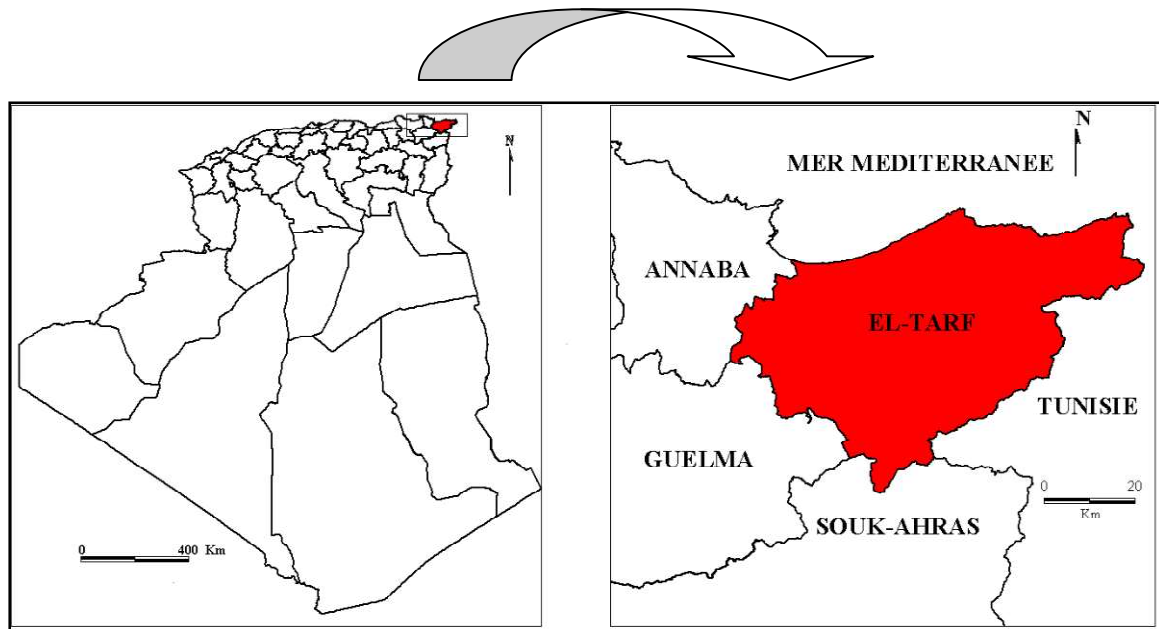 N
0 400 Km
N
MER MEDITERRANEE
ANNABA
EL-TARF
TUNISIE
GUELMA
0 20
Km
SOUK-AHRAS